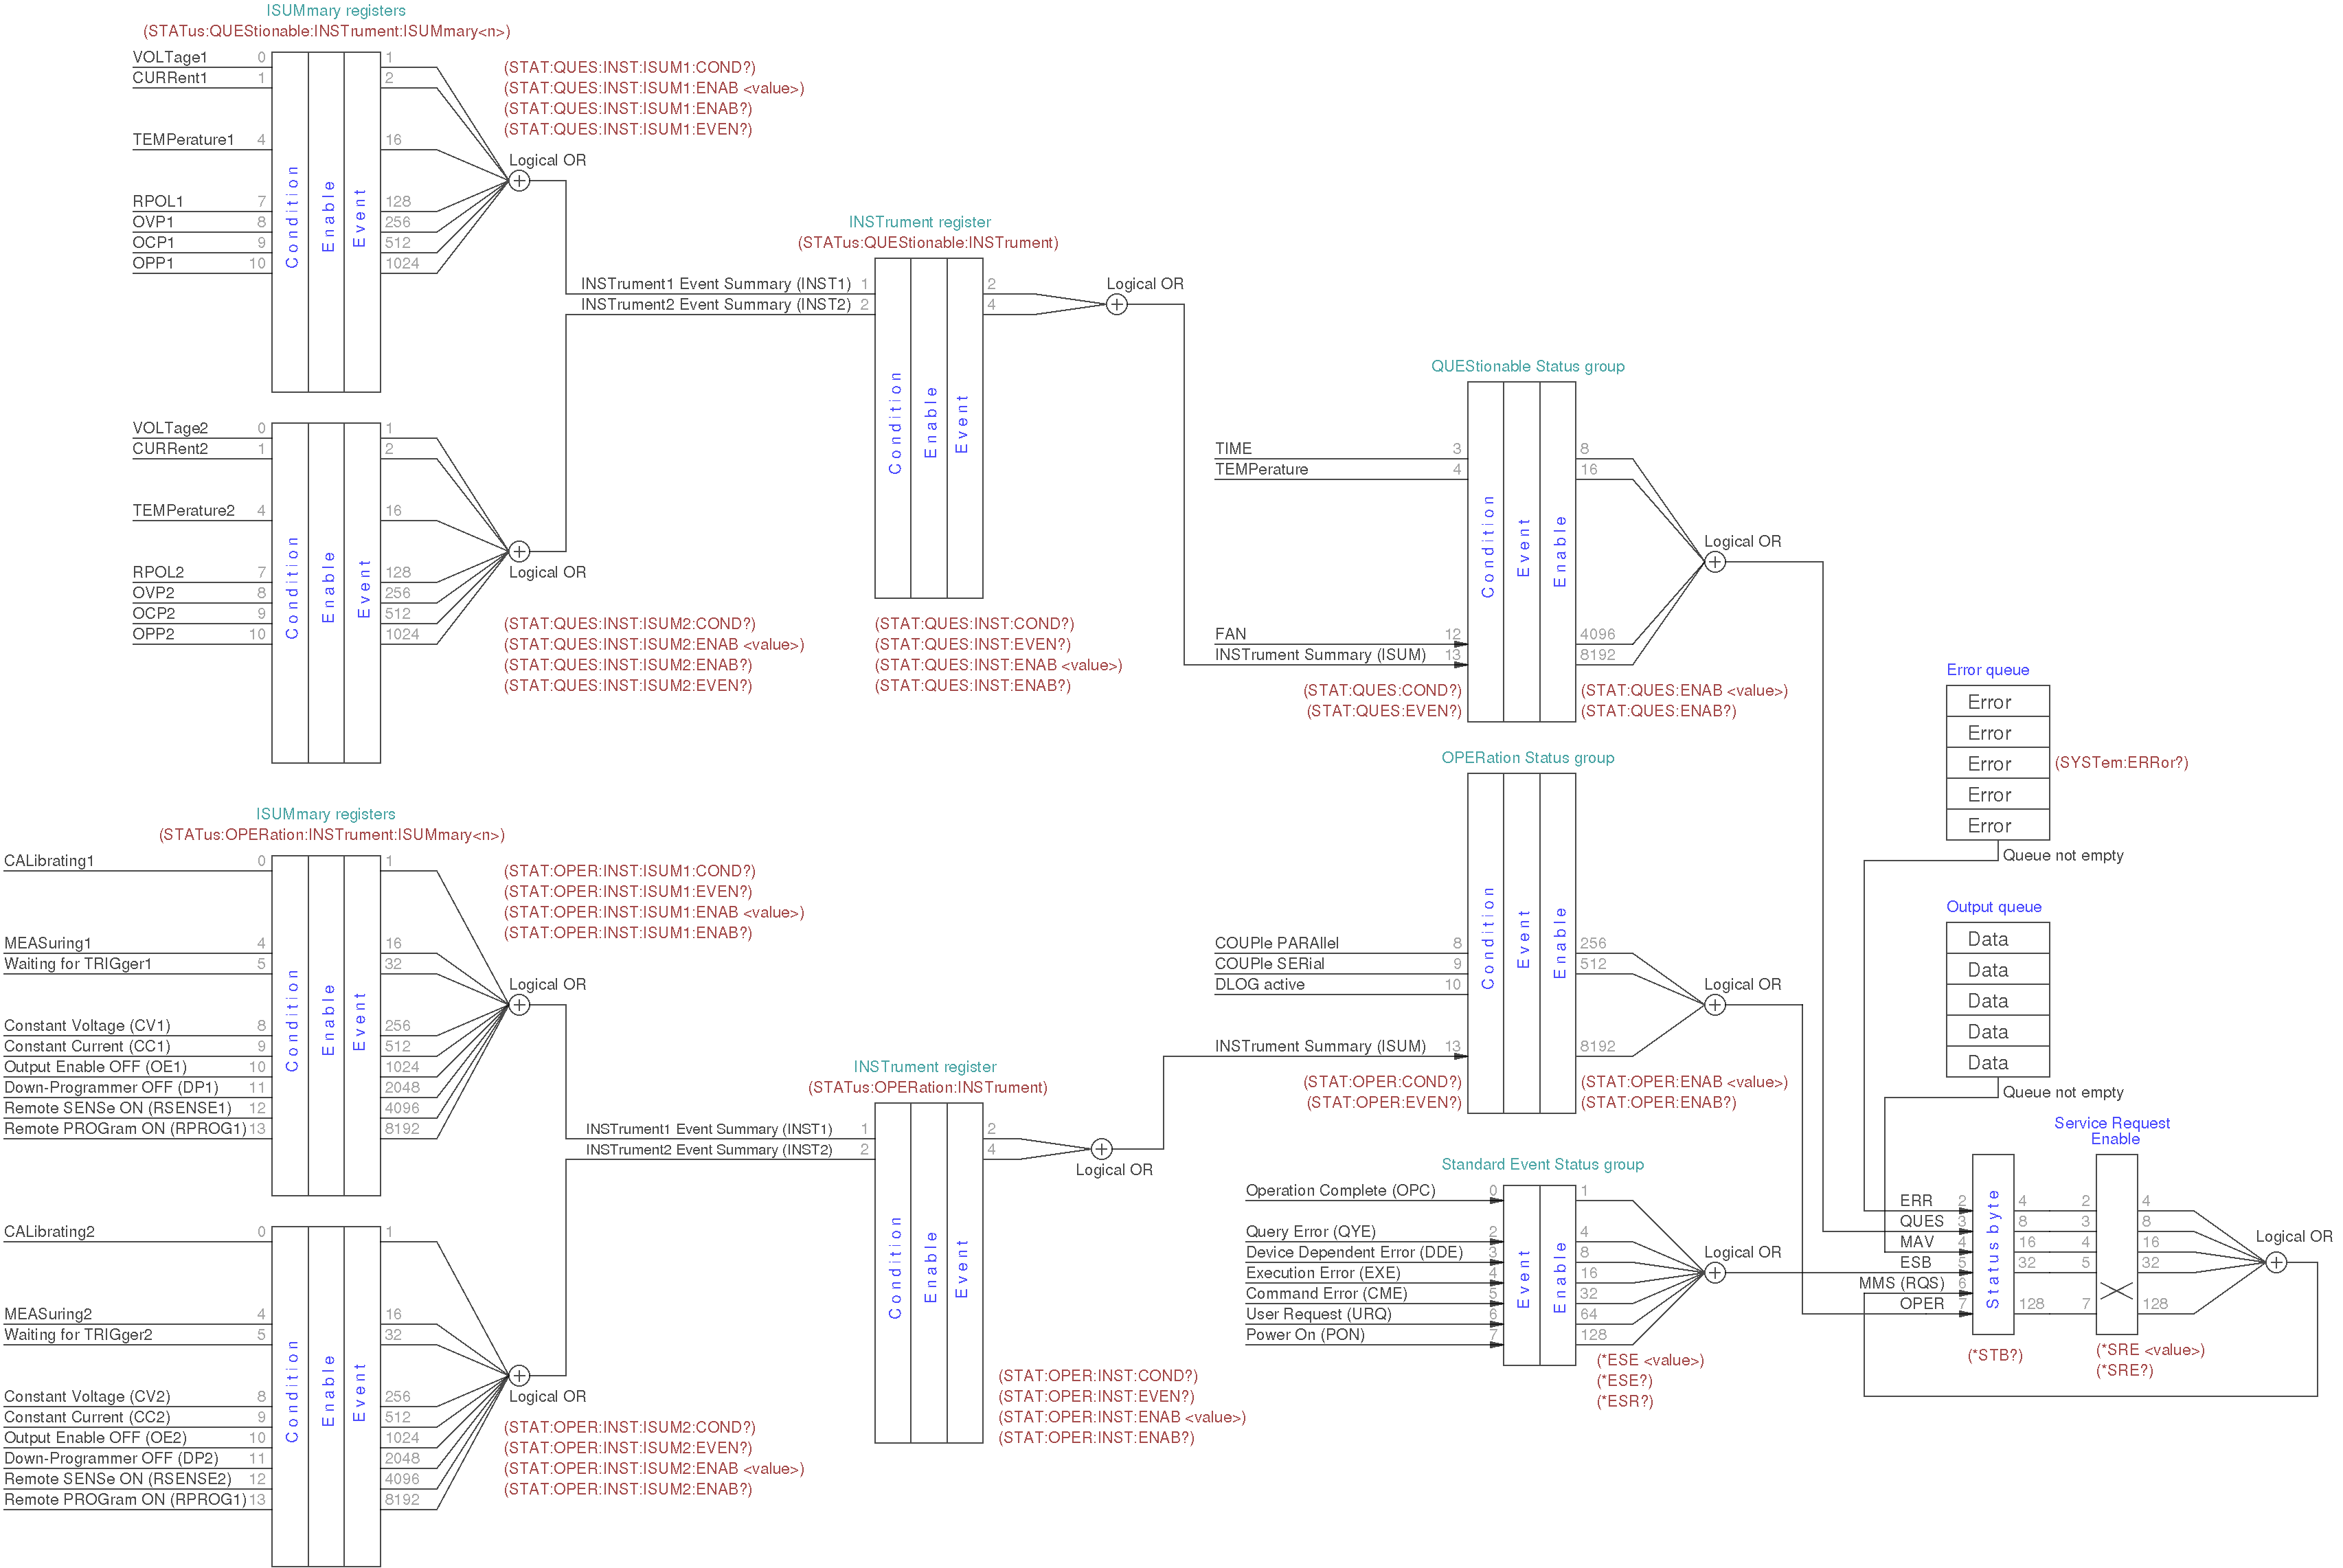 ISUMmary registers
(STATus:QUEStionable:INSTrument:ISUMmary<n>)
VOLTage1 0 1
CURRent1 1 2
TEMPerature1 4 16
RPOL1 7 128
OVP1 8 256
OCP1 9 512
OPP1 10 1024
Condition
Enable
Event
(STAT:QUES:INST:ISUM1:COND?)
(STAT:QUES:INST:ISUM1:ENAB <value>)
(STAT:QUES:INST:ISUM1:ENAB?)
(STAT:QUES:INST:ISUM1:EVEN?)
Logical OR
VOLTage2 0 1
CURRent2 1 2
TEMPerature2 4 16
RPOL2 7 128
OVP2 8 256
OCP2 9 512
OPP2 10 1024
Condition
Enable
Event
Logical OR
(STAT:QUES:INST:ISUM2:COND?)
(STAT:QUES:INST:ISUM2:ENAB <value>)
(STAT:QUES:INST:ISUM2:ENAB?)
(STAT:QUES:INST:ISUM2:EVEN?)
INSTrument register
(STATus:QUEStionable:INSTrument)
INSTrument1 Event Summary (INST1) 1 2
INSTrument2 Event Summary (INST2) 2 4
Condition
Enable
Event
Logical OR
(STAT:QUES:INST:COND?)
(STAT:QUES:INST:EVEN?)
(STAT:QUES:INST:ENAB <value>)
(STAT:QUES:INST:ENAB?)
QUEStionable Status group
TIME 3 8
TEMPerature 4 16
FAN 12 4096
INSTrument Summary (ISUM) 13 8192
Condition
Event
Enable
Logical OR
(STAT:QUES:COND?)
(STAT:QUES:EVEN?)
(STAT:QUES:ENAB <value>)
(STAT:QUES:ENAB?)
ISUMmary registers
(STATus:OPERation:INSTrument:ISUMmary<n>)
CALibrating1 0 1
MEASuring1 4 16
Waiting for TRIGger1 5 32
Constant Voltage (CV1) 8 256
Constant Current (CC1) 9 512
Output Enable OFF (OE1) 10 1024
Down-Programmer OFF (DP1) 11 2048
Remote SENSe ON (RSENSE1) 12 4096
Remote PROGram ON (RPROG1) 13 8192
Condition
Enable
Event
(STAT:OPER:INST:ISUM1:COND?)
(STAT:OPER:INST:ISUM1:EVEN?)
(STAT:OPER:INST:ISUM1:ENAB <value>)
(STAT:OPER:INST:ISUM1:ENAB?)
Logical OR
CALibrating2 0 1
MEASuring2 4 16
Waiting for TRIGger2 5 32
Constant Voltage (CV2) 8 256
Constant Current (CC2) 9 512
Output Enable OFF (OE2) 10 1024
Down-Programmer OFF (DP2) 11 2048
Remote SENSe ON (RSENSE2) 12 4096
Remote PROGram ON (RPROG1) 13 8192
Condition
Enable
Event
Logical OR
(STAT:OPER:INST:ISUM2:COND?)
(STAT:OPER:INST:ISUM2:EVEN?)
(STAT:OPER:INST:ISUM2:ENAB <value>)
(STAT:OPER:INST:ISUM2:ENAB?)
INSTrument register
(STATus:OPERation:INSTrument)
INSTrument1 Event Summary (INST1) 1 2
INSTrument2 Event Summary (INST2) 2 4
Condition
Enable
Event
Logical OR
(STAT:OPER:INST:COND?)
(STAT:OPER:INST:EVEN?)
(STAT:OPER:INST:ENAB <value>)
(STAT:OPER:INST:ENAB?)
OPERation Status group
COUPle PARAllel 8 256
COUPle SERial 9 512
DLOG active 10
INSTrument Summary (ISUM) 13 8192
Condition
Event
Enable
Logical OR
(STAT:OPER:COND?)
(STAT:OPER:EVEN?)
(STAT:OPER:ENAB <value>)
(STAT:OPER:ENAB?)
Standard Event Status group
Operation Complete (OPC) 0 1
Query Error (QYE) 2 4
Device Dependent Error (DDE) 3 8
Execution Error (EXE) 4 16
Command Error (CME) 5 32
User Request (URQ) 6 64
Power On (PON) 7 128
Event
Enable
Logical OR
(*ESE <value>)
(*ESE?)
(*ESR?)
Error queue
Error
Error
Error
Error
Error
(SYSTem:ERRor?)
Queue not empty
Output queue
Data
Data
Data
Data
Data
Queue not empty
Service Request
Enable
ERR 2 4 2 4
QUES 3 8 3 8
MAV 4 16 4 16
ESB 5 32 5 32
MMS (RQS) 6
OPER 7 128 7 128
Status byte
Logical OR
(*STB?)
(*SRE <value>)
(*SRE?)